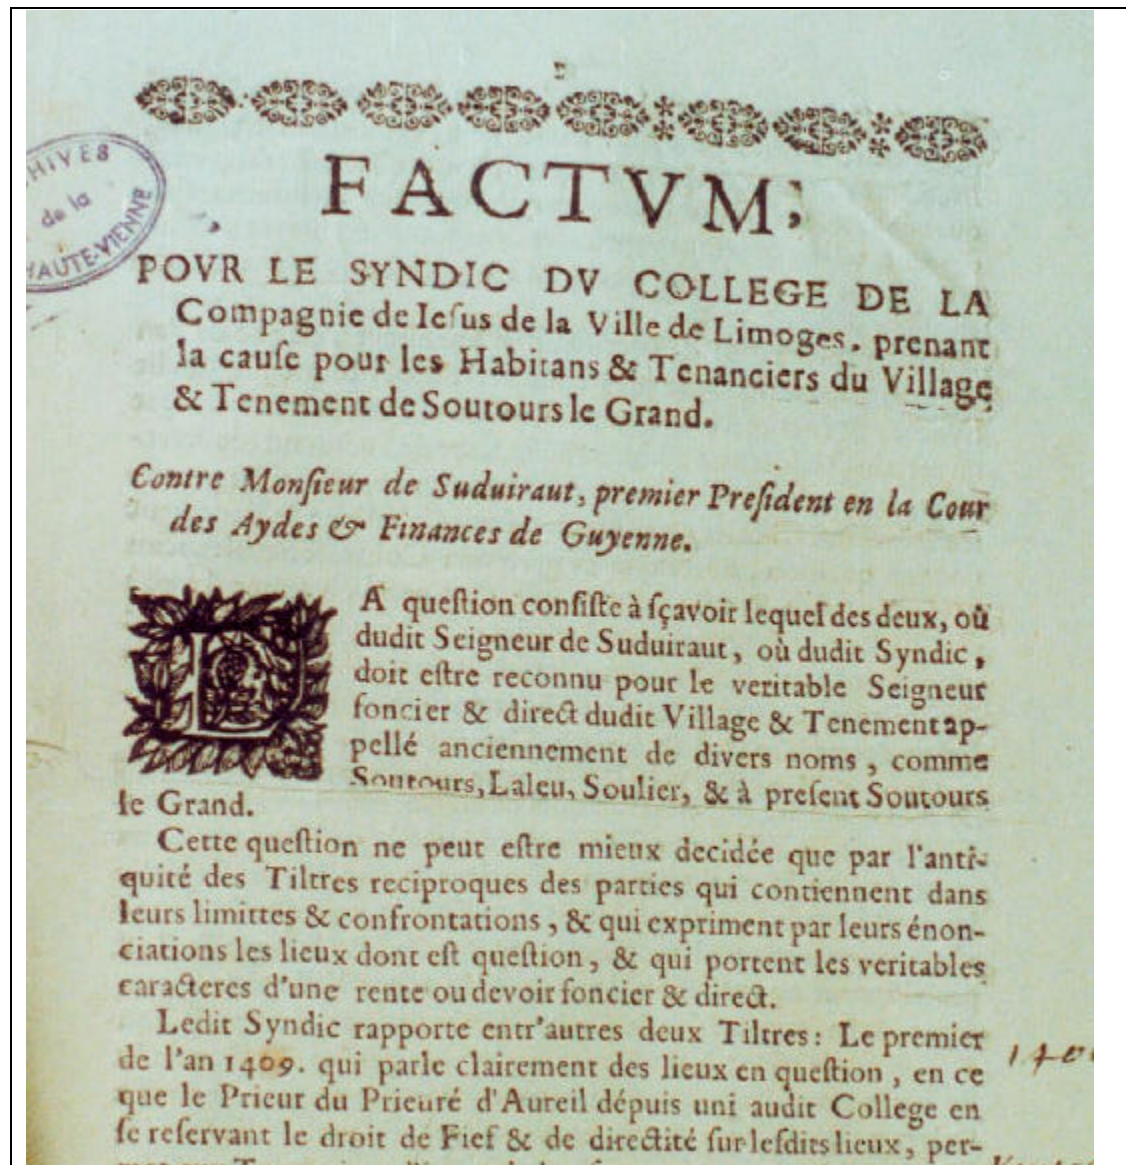 CHIVES
de la
HAUTE-VIENNE
FACTVM,
POVR LE SYNDIC DV COLLEGE DE LA
Compagnie de Ieſus de la Ville de Limoges, prenant
la cauſe pour les Habitans & Tenanciers du Village
& Tenement de Soutours le Grand.
Contre Monſieur de Suduiraut, premier Preſident en la Cour
des Aydes & Finances de Guyenne.
LA queſtion conſiſte à ſçavoir lequel des deux, où
dudit Seigneur de Suduiraut, où dudit Syndic,
doit eſtre reconnu pour le veritable Seigneur
foncier & direct dudit Village & Tenement ap-
pellé anciennement de divers noms, comme
Soutours, Laleu, Soulier, & à preſent Soutours
le Grand.
Cette queſtion ne peut eſtre mieux decidée que par l'anti-
quité des Tiltres reciproques des parties qui contiennent dans
leurs limittes & confrontations, & qui expriment par leurs énon-
ciations les lieux dont eſt queſtion, & qui portent les veritables
caracteres d'une rente ou devoir foncier & direct.
Ledit Syndic rapporte entr'autres deux Tiltres: Le premier
de l'an 1409. qui parle clairement des lieux en queſtion, en ce
que le Prieur du Prieuré d'Aureil dépuis uni audit College en
ſe reſervant le droit de Fief & de directité ſur leſdits lieux, per-